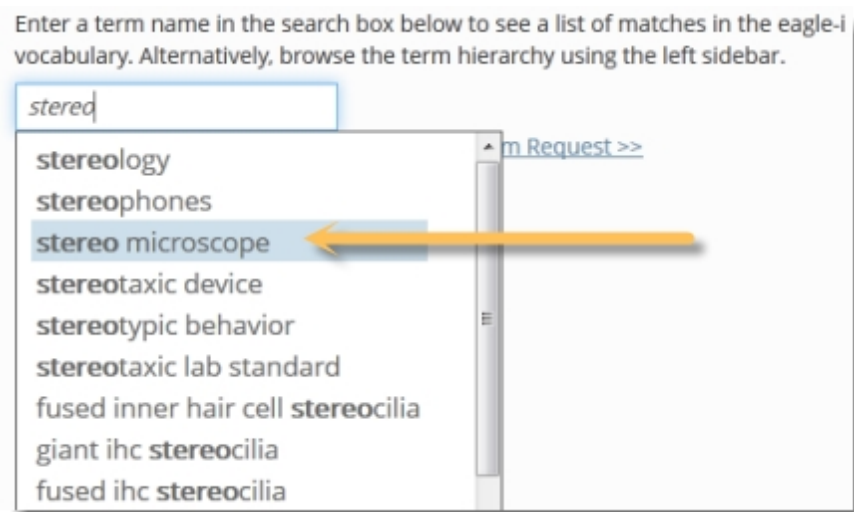 Enter a term name in the search box below to see a list of matches in the eagle-i
vocabulary. Alternatively, browse the term hierarchy using the left sidebar.
stereo
m Request >>
stereology
stereophones
stereo microscope
stereotaxic device
stereotypic behavior
stereotaxic lab standard
fused inner hair cell stereocilia
giant ihc stereocilia
fused ihc stereocilia